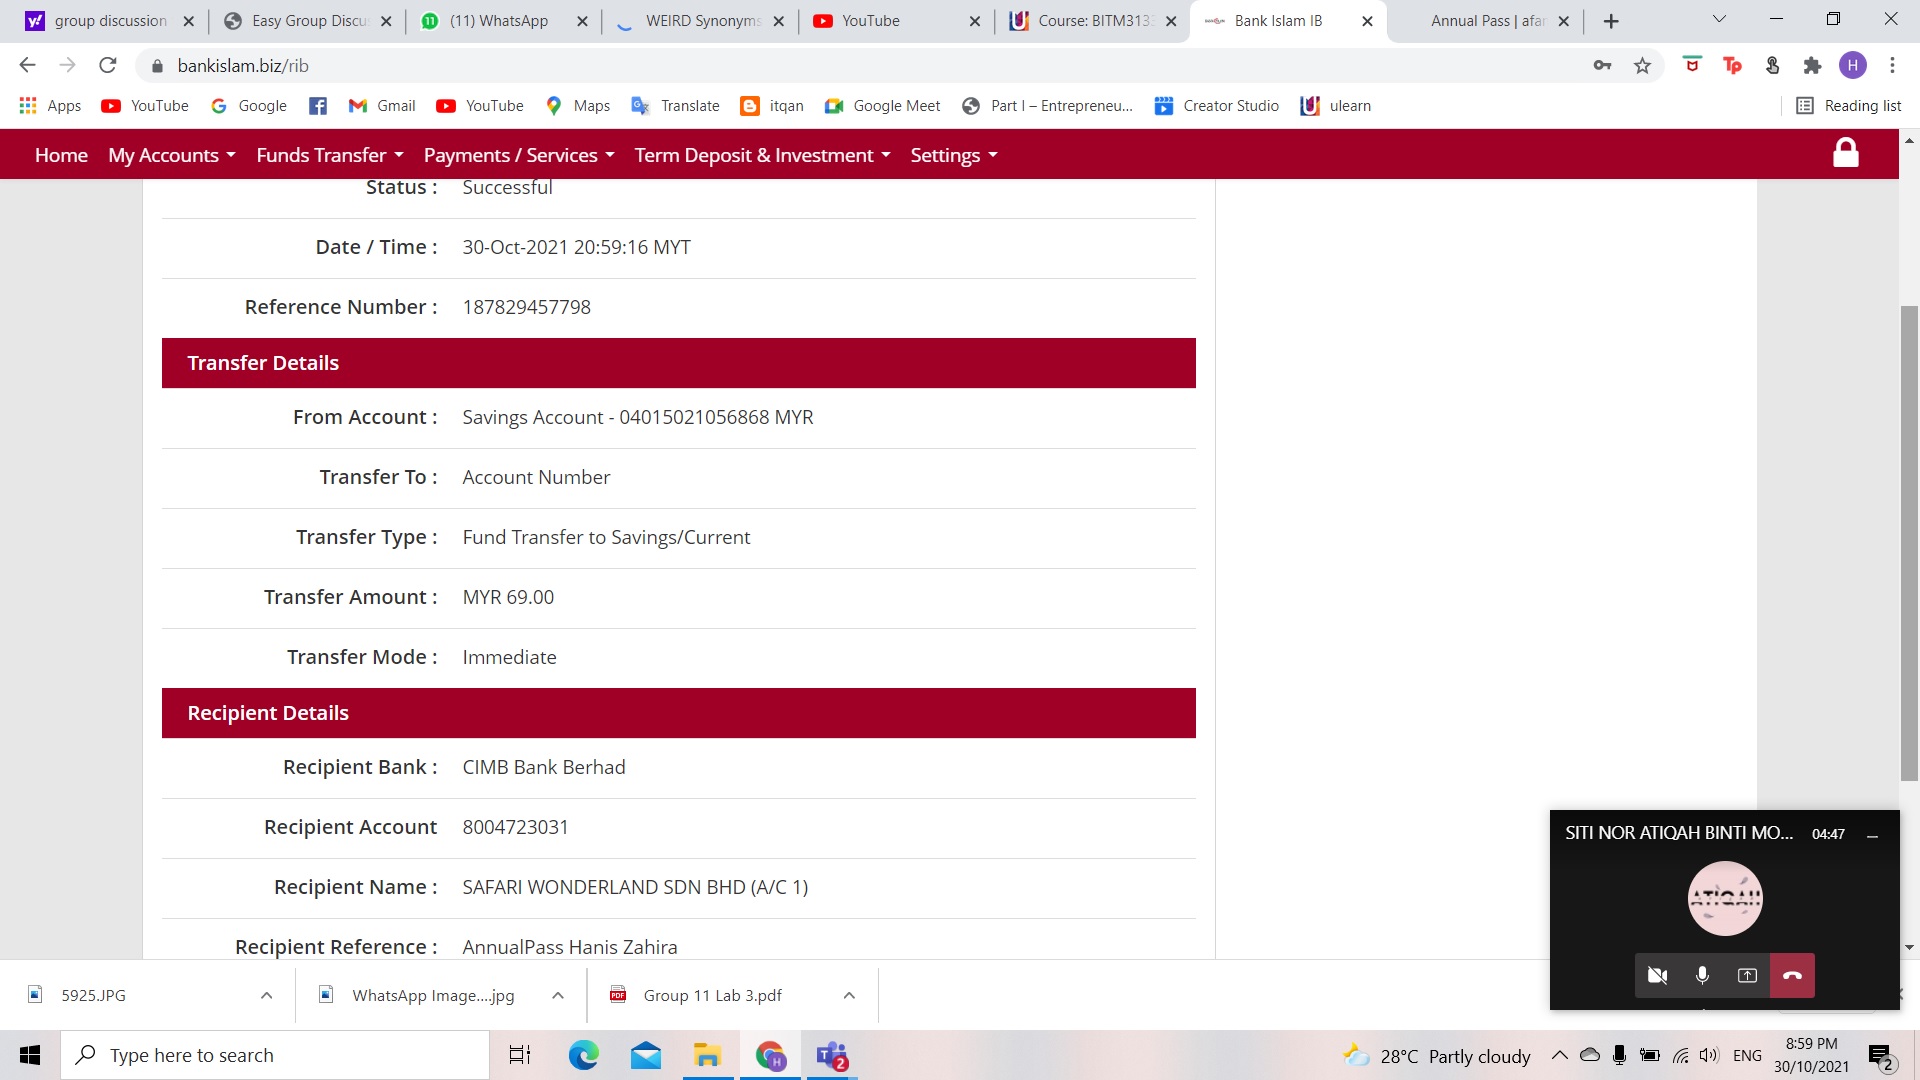 group discussion
Easy Group Discu
(11) WhatsApp
WEIRD Synonyms
YouTube
Course: BITM3133
Bank Islam IB
Annual Pass | afam
bankislam.biz/rib
H
Apps
YouTube
Google
Gmail
YouTube
Maps
Translate
itqan
Google Meet
Part I – Entrepreneu...
Creator Studio
ulearn
Reading list
Home
My Accounts
Funds Transfer
Payments / Services
Term Deposit & Investment
Settings
Status : Successful
Date / Time : 30-Oct-2021 20:59:16 MYT
Reference Number : 187829457798
Transfer Details
From Account : Savings Account - 04015021056868 MYR
Transfer To : Account Number
Transfer Type : Fund Transfer to Savings/Current
Transfer Amount : MYR 69.00
Transfer Mode : Immediate
Recipient Details
Recipient Bank : CIMB Bank Berhad
Recipient Account 8004723031
Recipient Name : SAFARI WONDERLAND SDN BHD (A/C 1)
Recipient Reference : AnnualPass Hanis Zahira
SITI NOR ATIQAH BINTI MO... 04:47
ATIQAH
5925.JPG
WhatsApp Image....jpg
Group 11 Lab 3.pdf
Type here to search
28°C Partly cloudy
ENG
8:59 PM
30/10/2021
2